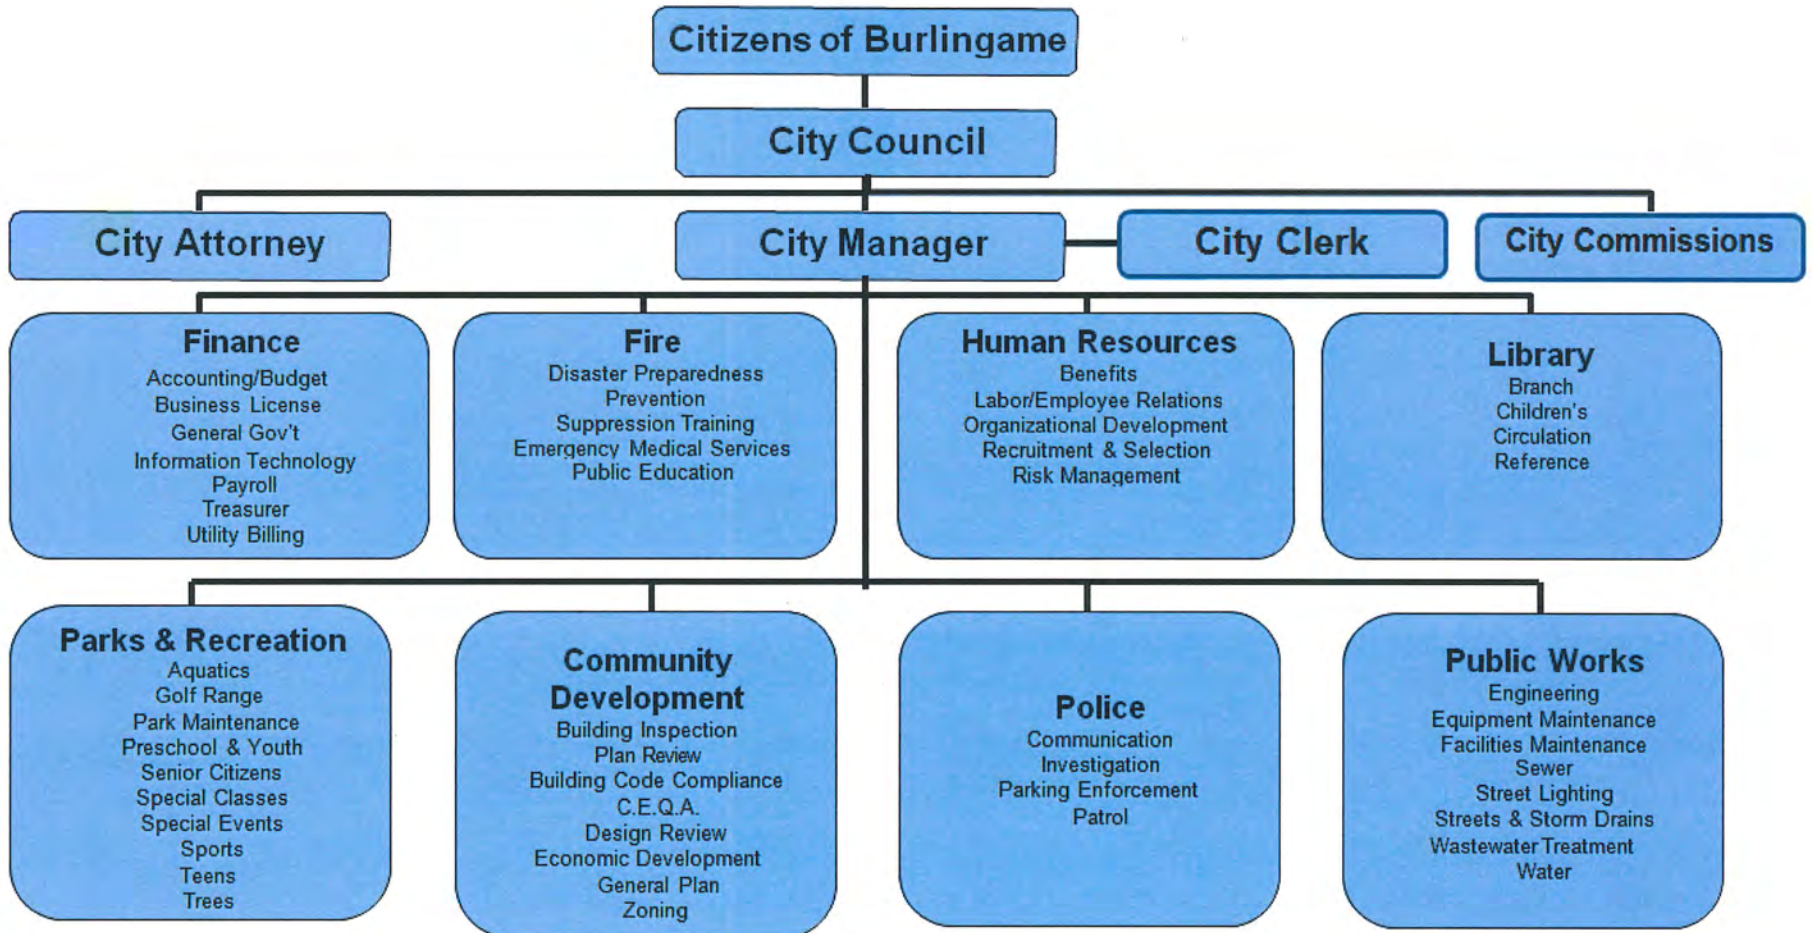 Citizens of Burlingame
City Council
City Attorney
City Manager
City Clerk
City Commissions
Finance
Accounting/Budget
Business License
General Gov't
Information Technology
Payroll
Treasurer
Utility Billing
Fire
Disaster Preparedness
Prevention
Suppression Training
Emergency Medical Services
Public Education
Human Resources
Benefits
Labor/Employee Relations
Organizational Development
Recruitment & Selection
Risk Management
Library
Branch
Children's
Circulation
Reference
Parks & Recreation
Aquatics
Golf Range
Park Maintenance
Preschool & Youth
Senior Citizens
Special Classes
Special Events
Sports
Teens
Trees
Community
Development
Building Inspection
Plan Review
Building Code Compliance
C.E.Q.A.
Design Review
Economic Development
General Plan
Zoning
Police
Communication
Investigation
Parking Enforcement
Patrol
Public Works
Engineering
Equipment Maintenance
Facilities Maintenance
Sewer
Street Lighting
Streets & Storm Drains
Wastewater Treatment
Water